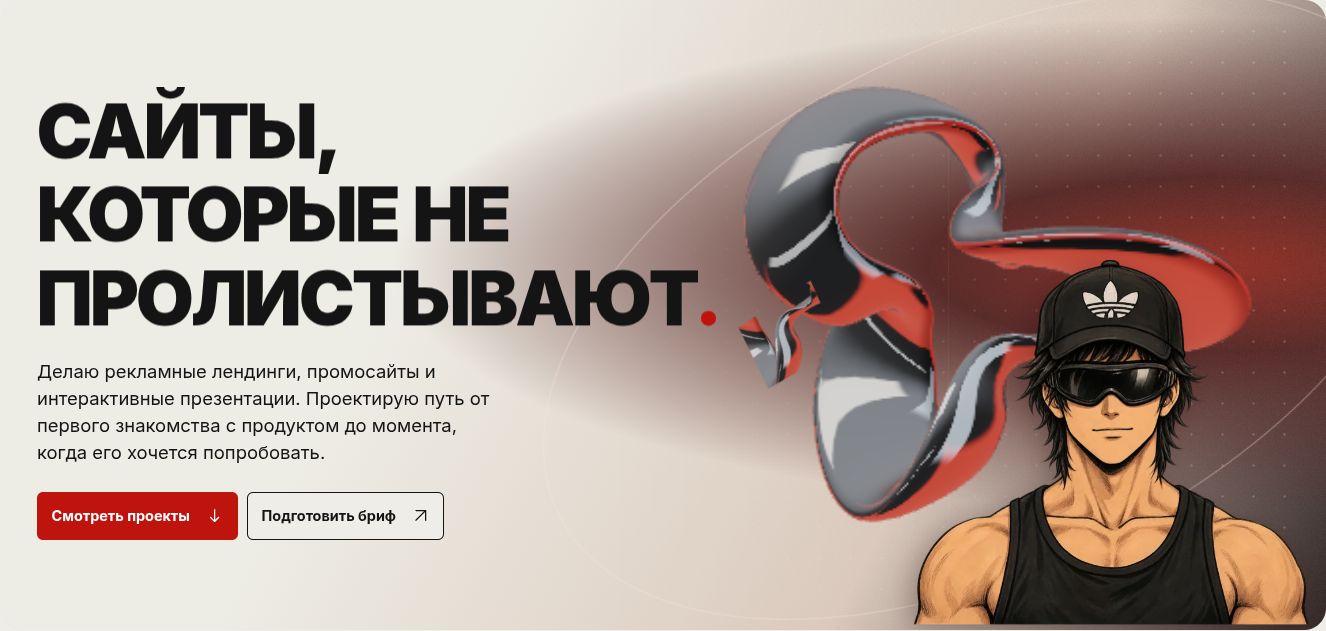 САЙТЫ,
КОТОРЫЕ НЕ
ПРОЛИСТЫВАЮТ.
Делаю рекламные лендинги, промосайты и
интерактивные презентации. Проектирую путь от
первого знакомства с продуктом до момента,
когда его хочется попробовать.
Смотреть проекты ↓
Подготовить бриф ↗